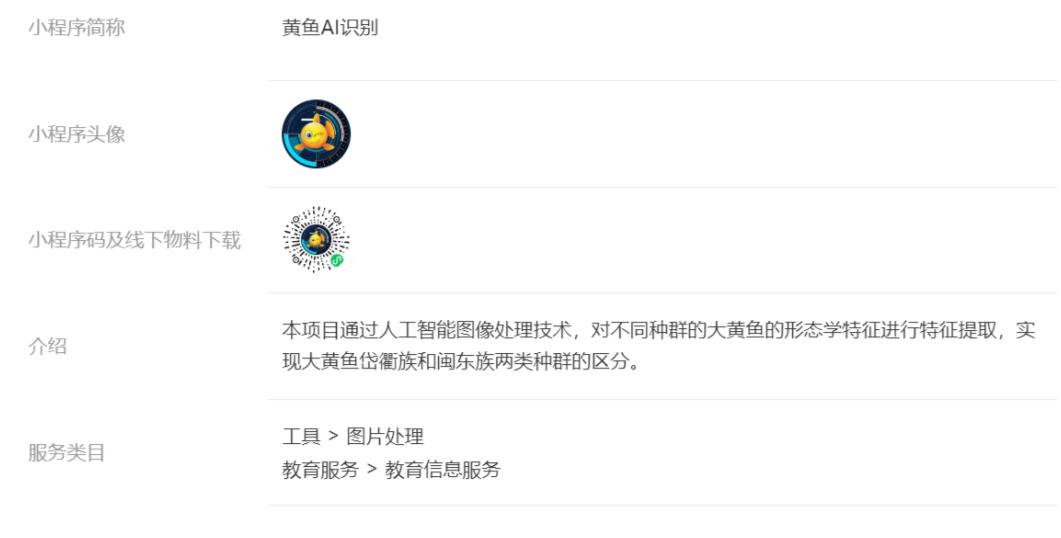 小程序简称
黄鱼AI识别
小程序头像
小程序码及线下物料下载
介绍
本项目通过人工智能图像处理技术，对不同种群的大黄鱼的形态学特征进行特征提取，实
现大黄鱼岱衢族和闽东族两类种群的区分。
服务类目
工具 > 图片处理
教育服务 > 教育信息服务